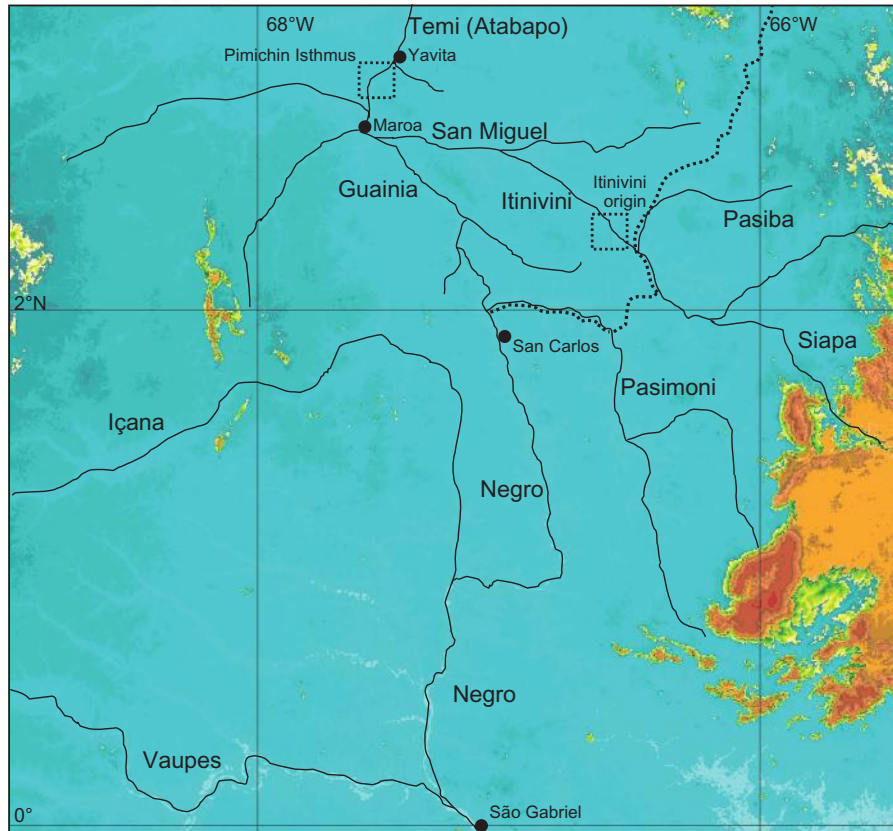 68°W
Temi (Atabapo)
66°W
Pimichin Isthmus
Yavita
Maroa
San Miguel
Guainia
Itinivini
Itinivini
origin
Pasiba
2°N
San Carlos
Siapa
Pasimoni
Içana
Negro
Negro
Vaupes
São Gabriel
0°